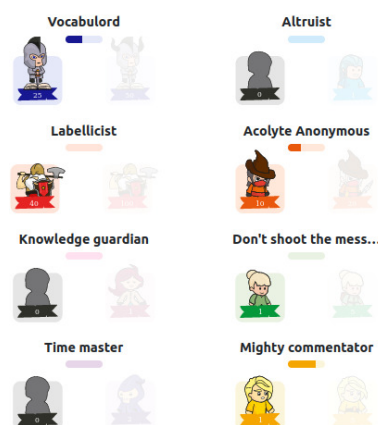 Vocabulord
Altruist
25
0
Labellicist
Acolyte Anonymous
40
10
Knowledge guardian
Don't shoot the mess...
0
1
Time master
Mighty commentator
0
1